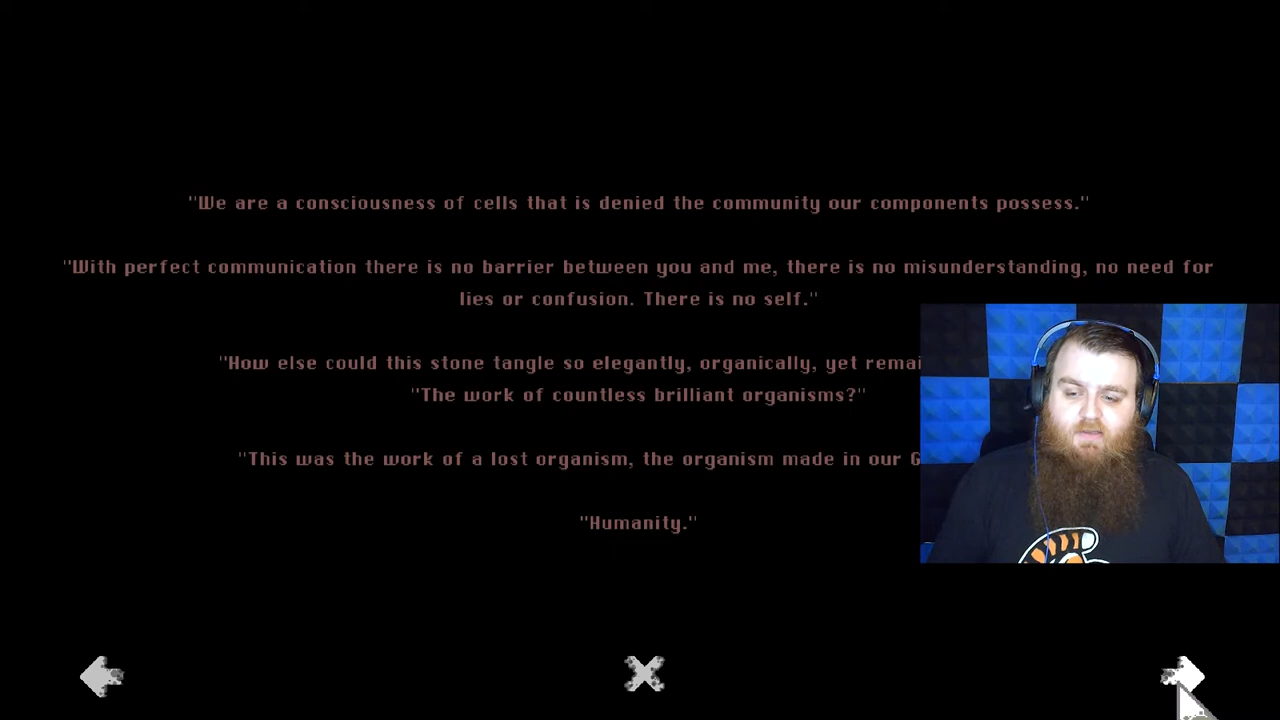 "We are a consciousness of cells that is denied the community our components possess."
"With perfect communication there is no barrier between you and me, there is no misunderstanding, no need for
lies or confusion. There is no self."
"How else could this stone tangle so elegantly, organically, yet
"The work of countless brilliant organisms?"
"This was the work of a lost organism, the organism made in our
"Humanity."